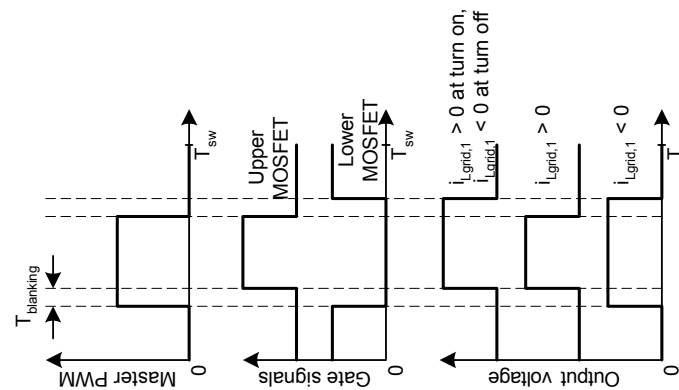 T_blanking
Master PWM
0
T_sw
Gate signals
Upper
MOSFET
Lower
MOSFET
0
T_sw
Output voltage
i_Lgrid,1 > 0 at turn on,
i_Lgrid,1 < 0 at turn off
i_Lgrid,1 > 0
i_Lgrid,1 < 0
0
T